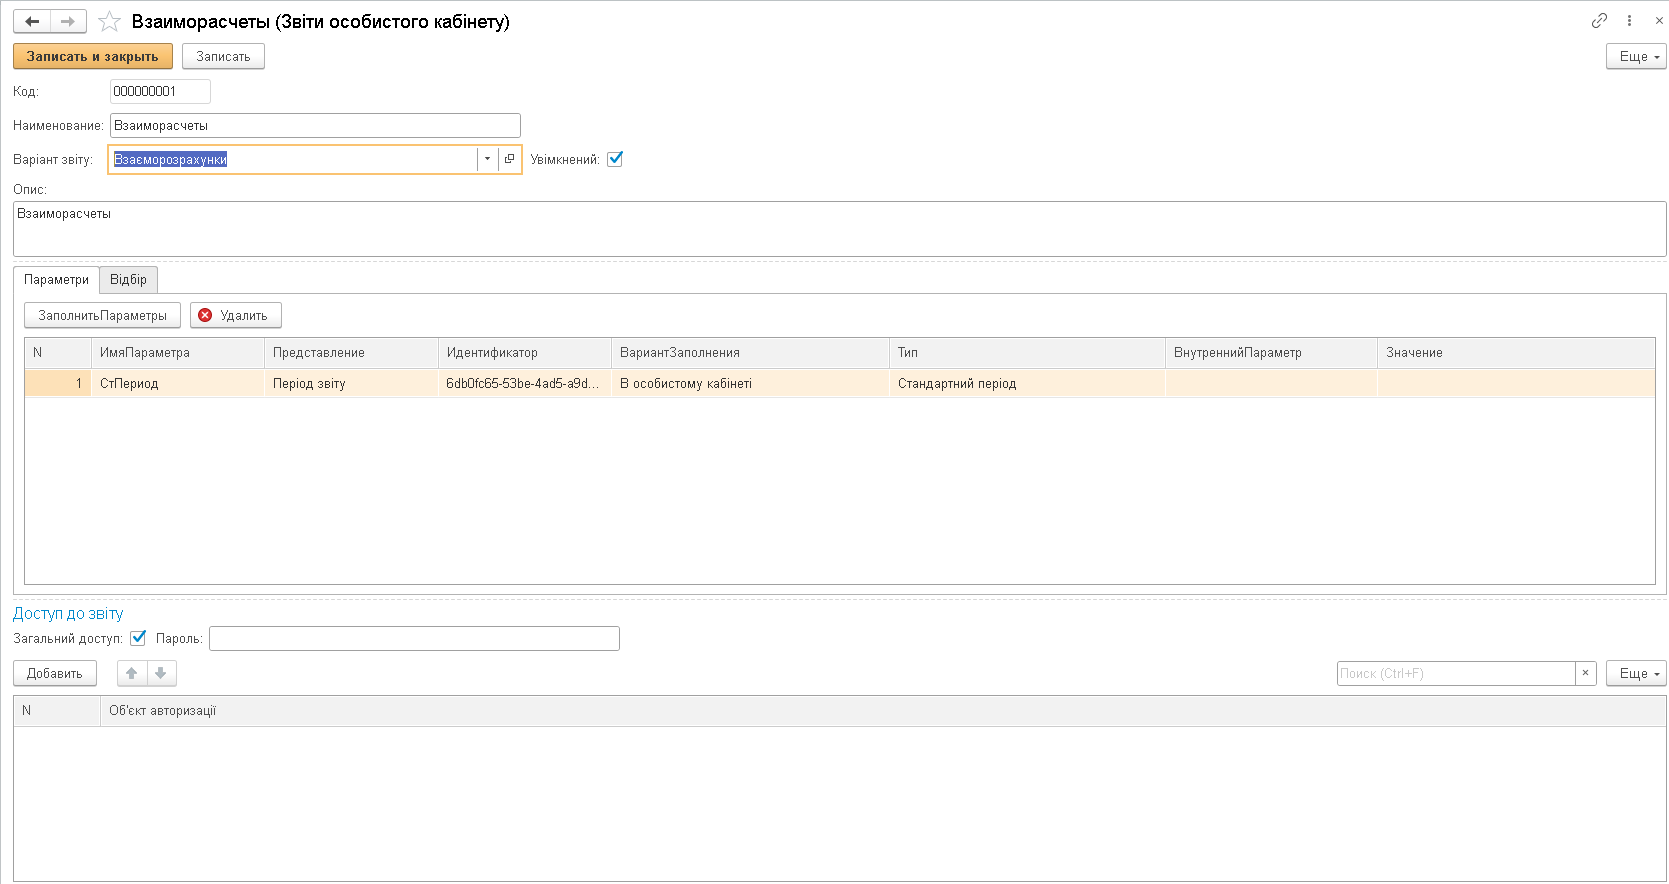 Взаиморасчеты (Звіти особистого кабінету)
Записать и закрыть Записать Еще
Код: 000000001
Наименование: Взаиморасчеты
Варіант звіту: Взаєморозрахунки Увімкнений:
Опис:
Взаиморасчеты
Параметри Відбір
ЗаполнитьПараметры Удалить
N ИмяПараметра Представление Идентификатор ВариантЗаполнения Тип ВнутреннийПараметр Значение
1 СтПериод Період звіту 6db0fc65-53be-4ad5-a9d... В особистому кабінеті Стандартний період
Доступ до звіту
Загальний доступ: Пароль:
Добавить Поиск (Ctrl+F) × Еще
N Об'єкт авторизації